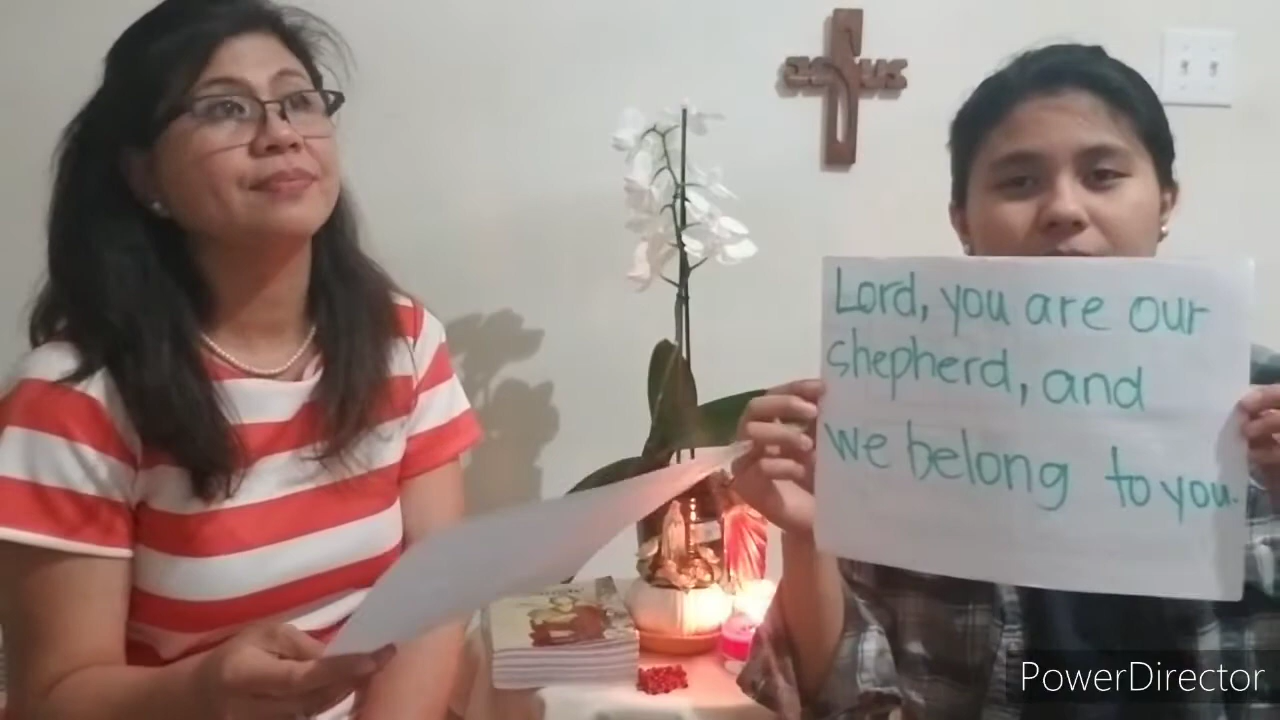 Jesus
Lord, you are our
shepherd, and
we belong to you.
PowerDirector